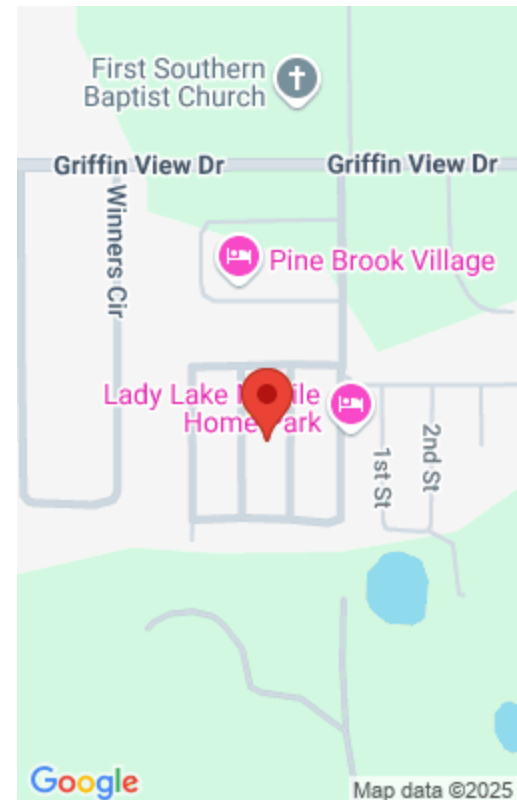 First Southern
Baptist Church
Griffin View Dr
Griffin View Dr
Winners Cir
Pine Brook Village
Lady Lake M ile
Home Park
1st St
2nd St
Google
Map data ©2025